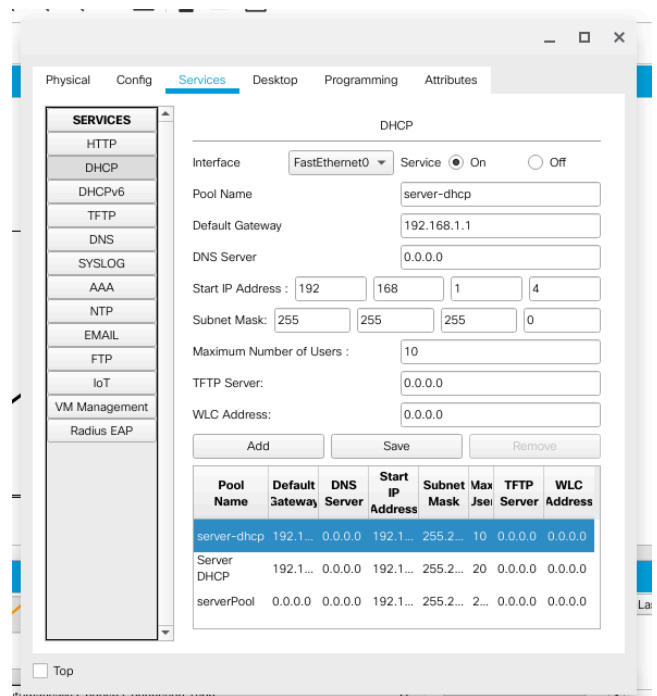 Physical Config Services Desktop Programming Attributes
SERVICES
HTTP
DHCP
DHCPv6
TFTP
DNS
SYSLOG
AAA
NTP
EMAIL
FTP
IoT
VM Management
Radius EAP
DHCP
Interface FastEthernet0 Service On Off
Pool Name server-dhcp
Default Gateway 192.168.1.1
DNS Server 0.0.0.0
Start IP Address : 192 168 1 4
Subnet Mask: 255 255 255 0
Maximum Number of Users : 10
TFTP Server: 0.0.0.0
WLC Address: 0.0.0.0
Add Save Remove
Pool Name Default Gateway DNS Server Start IP Address Subnet Mask Max TFTP Server WLC Address
server-dhcp 192.1... 0.0.0.0 192.1... 255.2... 10 0.0.0.0 0.0.0.0
Server DHCP 192.1... 0.0.0.0 192.1... 255.2... 20 0.0.0.0 0.0.0.0
serverPool 0.0.0.0 0.0.0.0 192.1... 255.2... 2... 0.0.0.0 0.0.0.0
Top